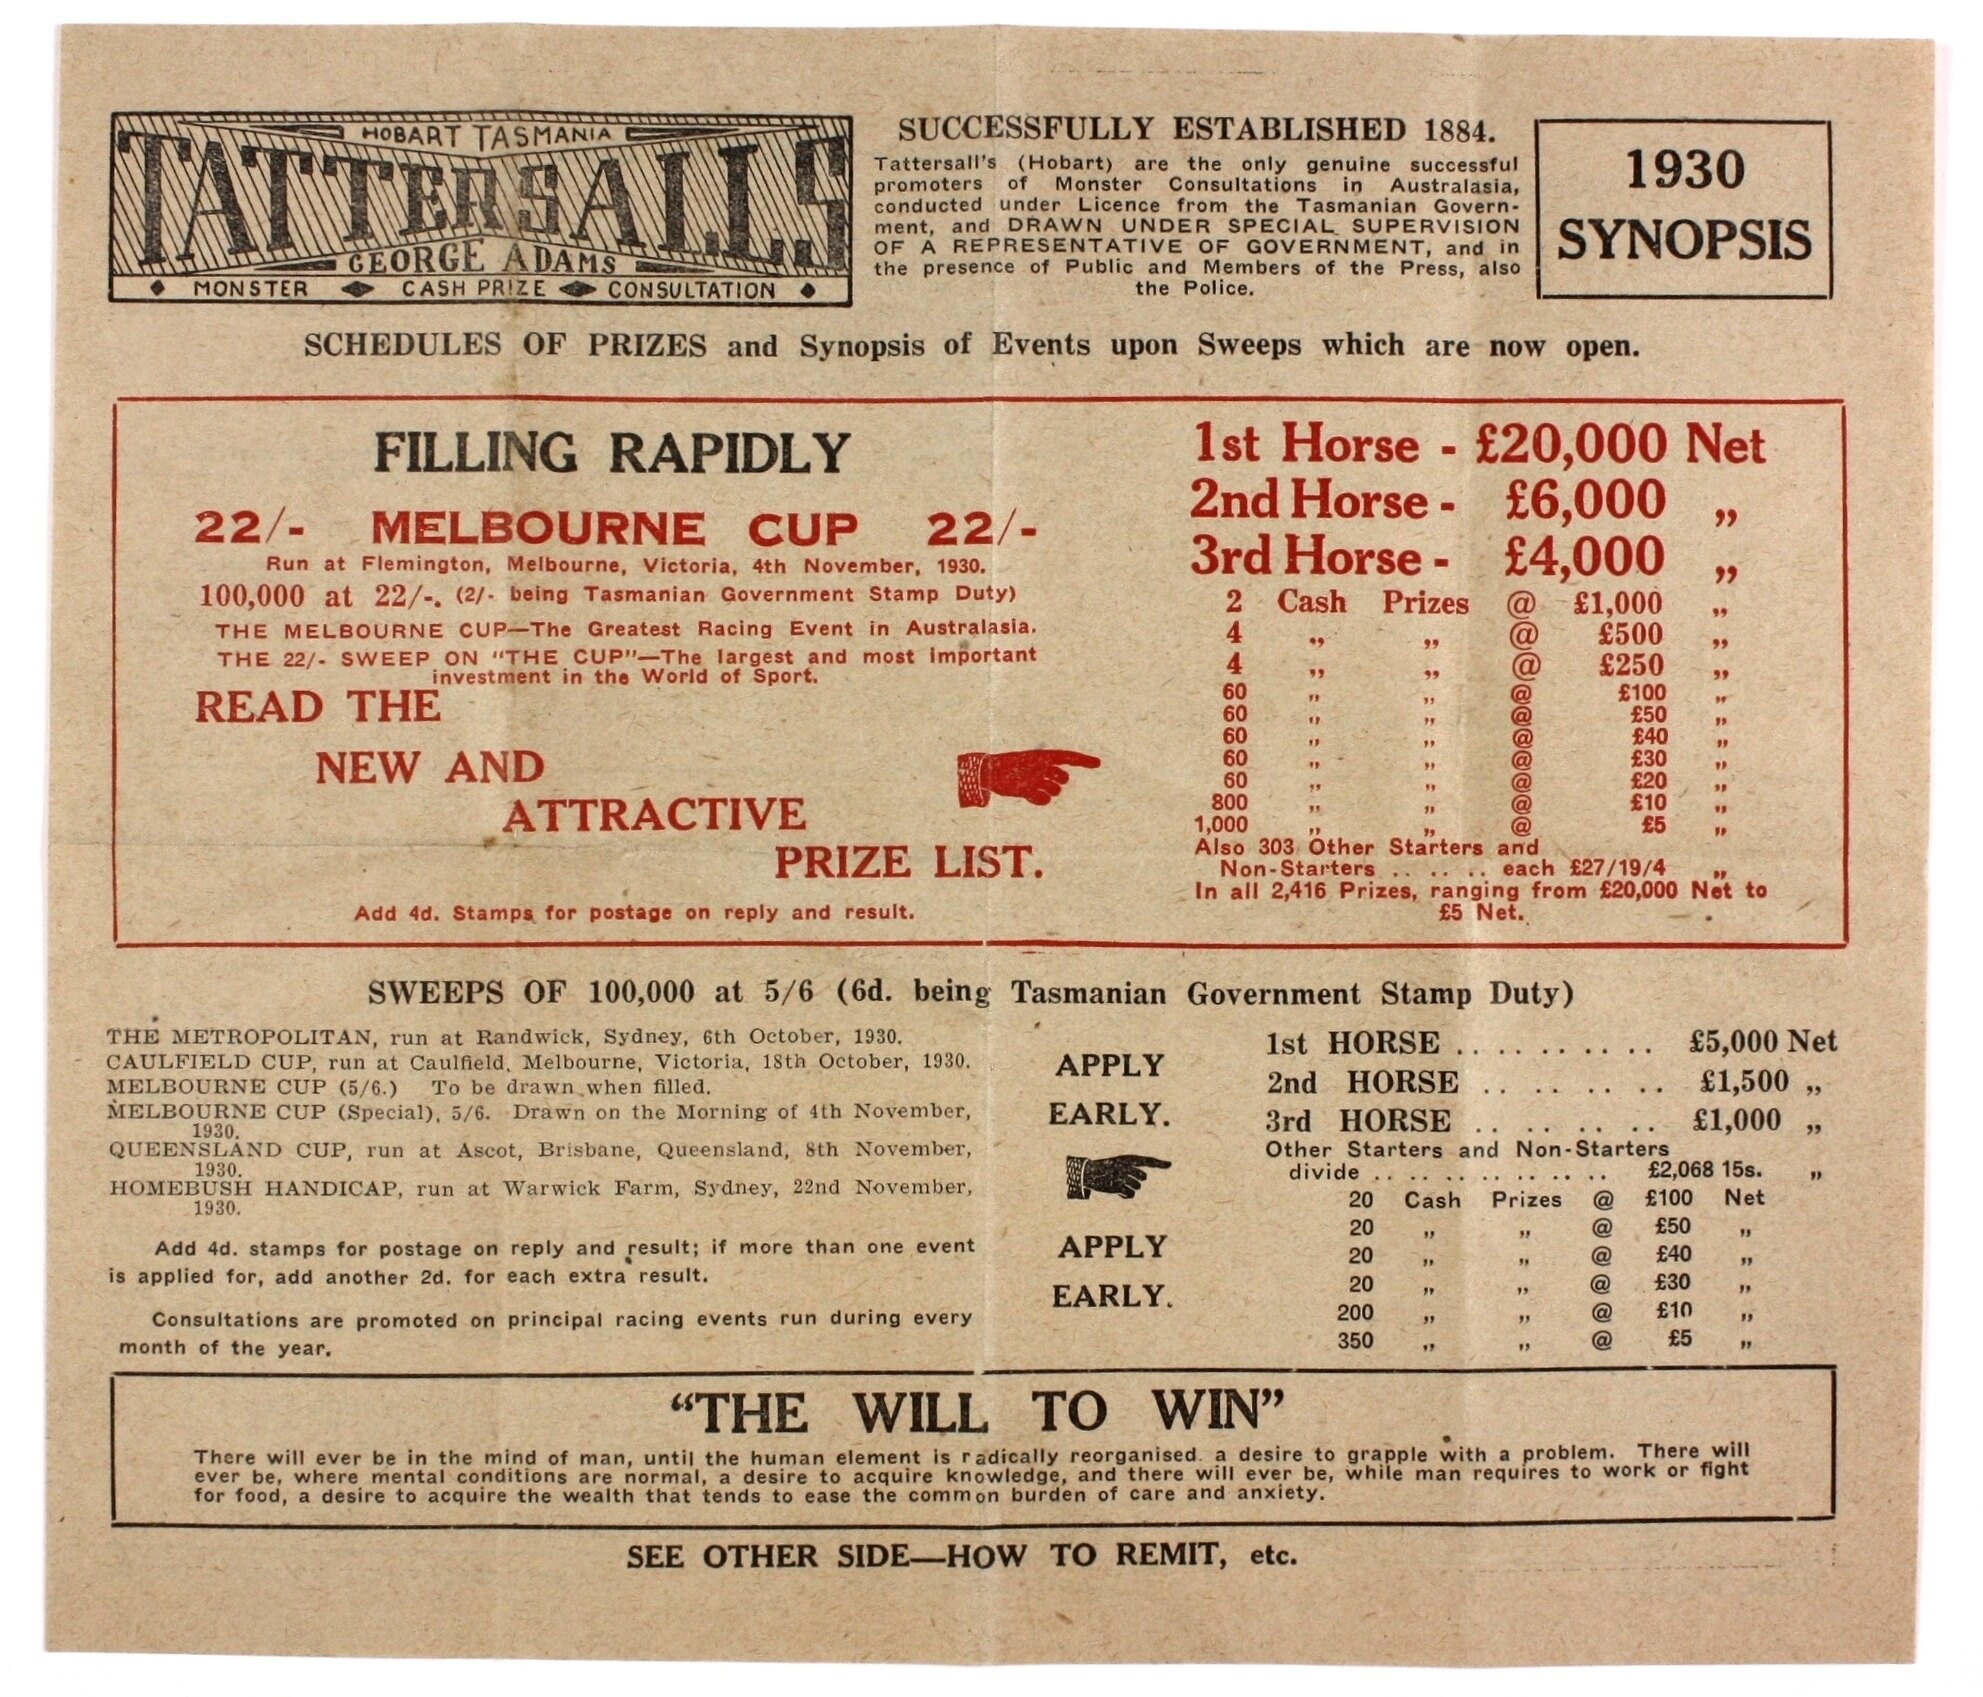 HOBART TASMANIA
TATTERSALLS
GEORGE ADAMS
MONSTER CASH PRIZE CONSULTATION
SUCCESSFULLY ESTABLISHED 1884.
Tattersall's (Hobart) are the only genuine successful
promoters of Monster Consultations in Australasia,
conducted under Licence from the Tasmanian Govern-
ment, and DRAWN UNDER SPECIAL SUPERVISION
OF A REPRESENTATIVE OF GOVERNMENT, and in
the presence of Public and Members of the Press, also
the Police.
1930
SYNOPSIS
SCHEDULES OF PRIZES and Synopsis of Events upon Sweeps which are now open.
FILLING RAPIDLY
22/- MELBOURNE CUP 22/-
Run at Flemington, Melbourne, Victoria, 4th November, 1930.
100,000 at 22/-. (2/- being Tasmanian Government Stamp Duty)
THE MELBOURNE CUP—The Greatest Racing Event in Australasia.
THE 22/- SWEEP ON "THE CUP"—The largest and most important
investment in the World of Sport.
READ THE
NEW AND
ATTRACTIVE
PRIZE LIST.
Add 4d. Stamps for postage on reply and result.
1st Horse - £20,000 Net
2nd Horse - £6,000 ,,
3rd Horse - £4,000 ,,
2 Cash Prizes @ £1,000 ,,
4 ,, ,, @ £500 ,,
4 ,, ,, @ £250 ,,
60 ,, ,, @ £100 ,,
60 ,, ,, @ £50 ,,
60 ,, ,, @ £40 ,,
60 ,, ,, @ £30 ,,
60 ,, ,, @ £20 ,,
800 ,, ,, @ £10 ,,
1,000 ,, ,, @ £5 ,,
Also 303 Other Starters and
Non-Starters .. .. .. each £27/19/4 ,,
In all 2,416 Prizes, ranging from £20,000 Net to
£5 Net.
SWEEPS OF 100,000 at 5/6 (6d. being Tasmanian Government Stamp Duty)
THE METROPOLITAN, run at Randwick, Sydney, 6th October, 1930.
CAULFIELD CUP, run at Caulfield, Melbourne, Victoria, 18th October, 1930.
MELBOURNE CUP (5/6.) To be drawn when filled.
MELBOURNE CUP (Special), 5/6. Drawn on the Morning of 4th November,
1930.
QUEENSLAND CUP, run at Ascot, Brisbane, Queensland, 8th November,
1930.
HOMEBUSH HANDICAP, run at Warwick Farm, Sydney, 22nd November,
1930.
Add 4d. stamps for postage on reply and result; if more than one event
is applied for, add another 2d. for each extra result.
Consultations are promoted on principal racing events run during every
month of the year.
APPLY
EARLY.
APPLY
EARLY.
1st HORSE .. .. .. .. .. £5,000 Net
2nd HORSE .. .. .. .. £1,500 ,,
3rd HORSE .. .. .. .. £1,000 ,,
Other Starters and Non-Starters
divide .. .. .. .. .. .. £2,068 15s. ,,
20 Cash Prizes @ £100 Net
20 ,, ,, @ £50 ,,
20 ,, ,, @ £40 ,,
20 ,, ,, @ £30 ,,
200 ,, ,, @ £10 ,,
350 ,, ,, @ £5 ,,
"THE WILL TO WIN"
There will ever be in the mind of man, until the human element is radically reorganised. a desire to grapple with a problem. There will
ever be, where mental conditions are normal, a desire to acquire knowledge, and there will ever be, while man requires to work or fight
for food, a desire to acquire the wealth that tends to ease the common burden of care and anxiety.
SEE OTHER SIDE—HOW TO REMIT, etc.